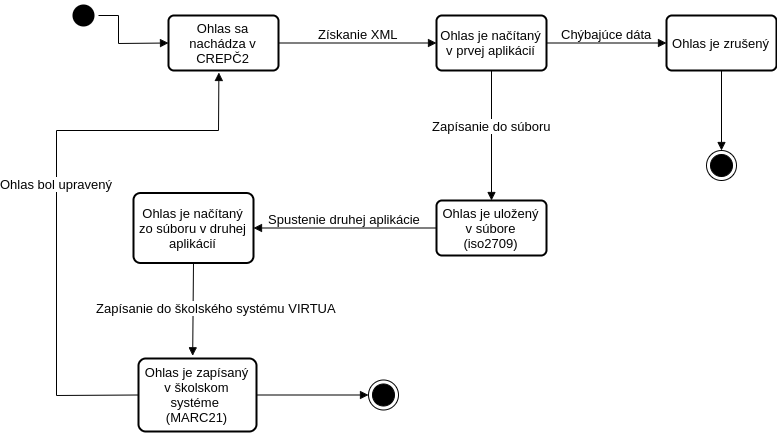 Ohlas sa
nachádza v
CREPČ2
Získanie XML
Ohlas je načítaný
v prvej aplikácií
Chýbajúce dáta
Ohlas je zrušený
Zapísanie do súboru
Ohlas bol upravený
Ohlas je načítaný
zo súboru v druhej
aplikácií
Spustenie druhej aplikácie
Ohlas je uložený
v súbore
(iso2709)
Zapísanie do školského systému VIRTUA
Ohlas je zapísaný
v školskom
systéme
(MARC21)